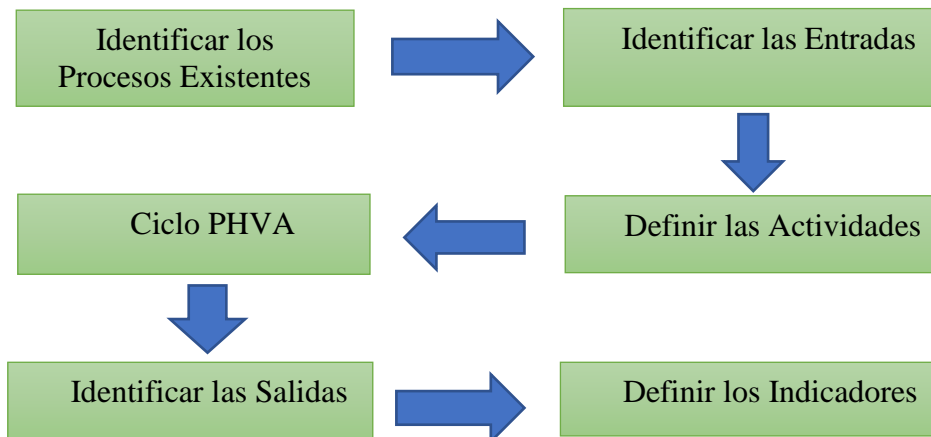 Identificar los
Procesos Existentes
Identificar las Entradas
Definir las Actividades
Ciclo PHVA
Identificar las Salidas
Definir los Indicadores